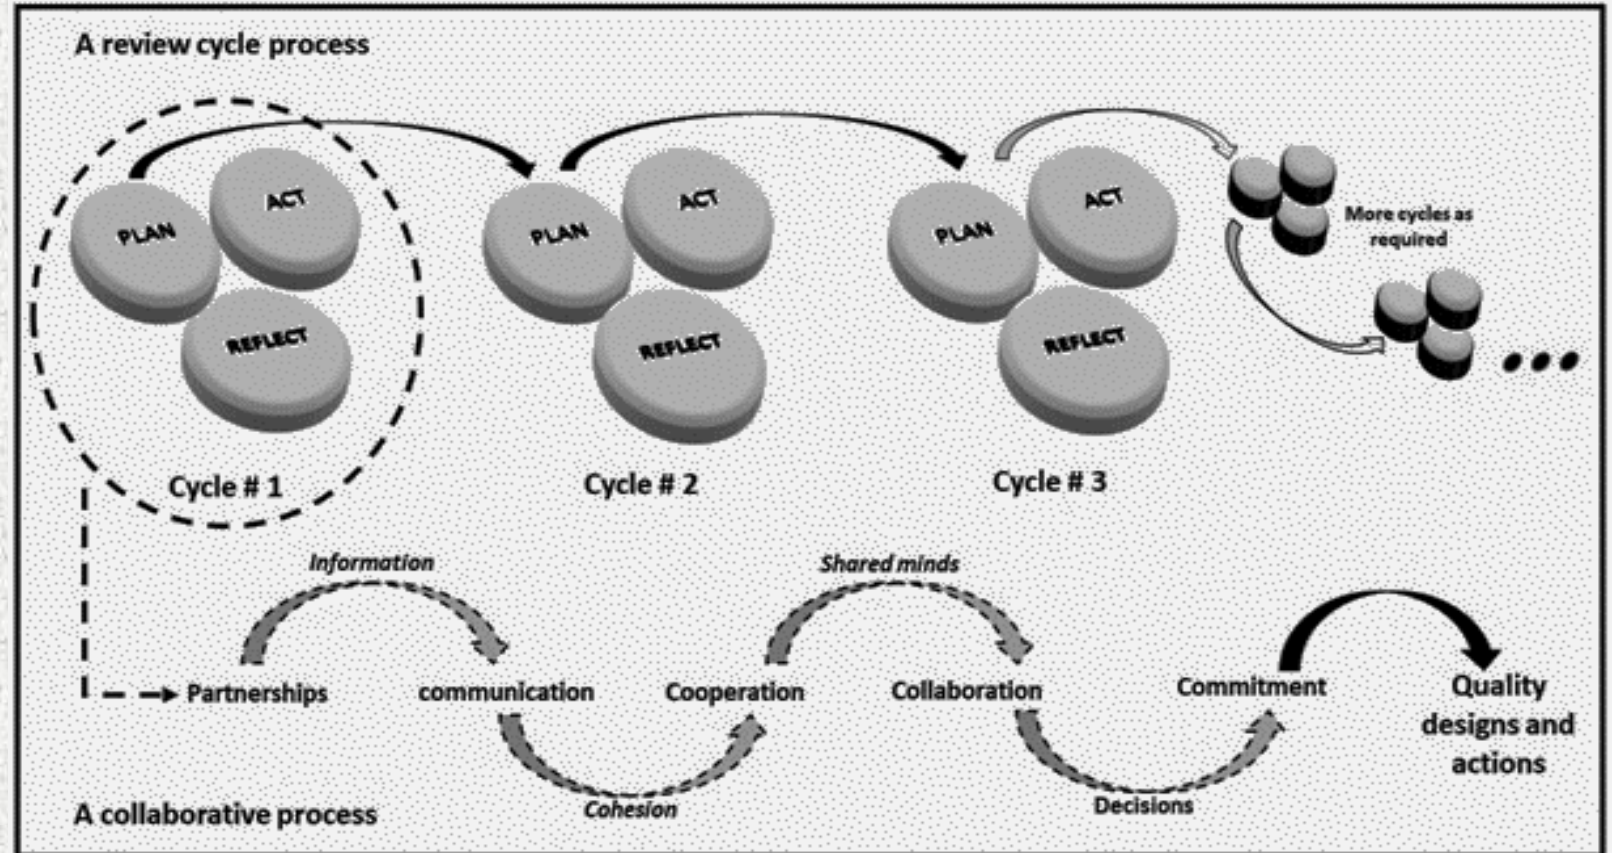 A review cycle process
PLAN
ACT
REFLECT
Cycle # 1
PLAN
ACT
REFLECT
Cycle # 2
PLAN
ACT
REFLECT
Cycle # 3
More cycles as
required
Information
Shared minds
Partnerships
communication
Cooperation
Collaboration
Commitment
Quality
designs and
actions
Cohesion
Decisions
A collaborative process